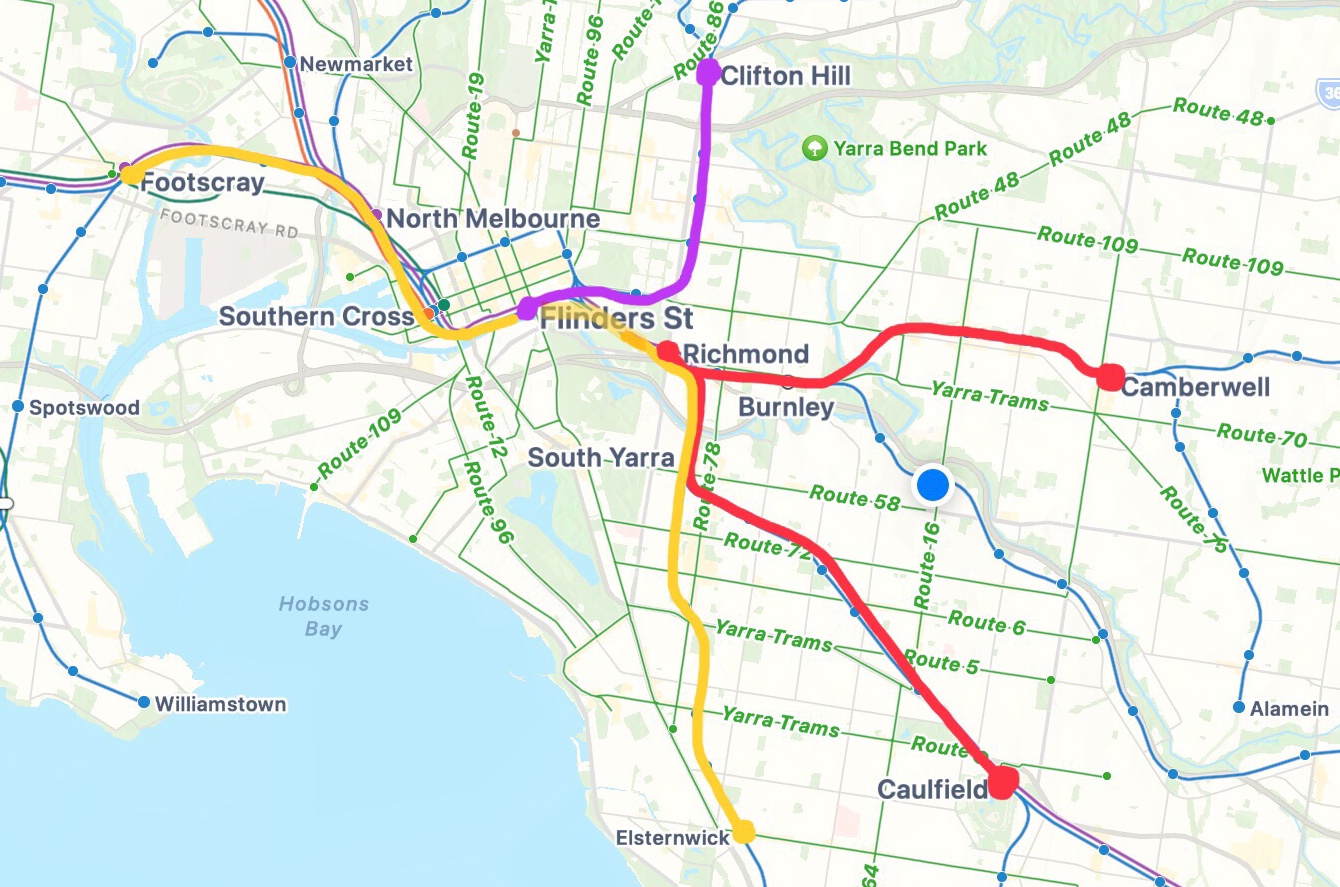 Route 86
Yarra-T
Route 96
Route-1
Newmarket
Route-19
Clifton Hill
36
Route-48
Route-48
Yarra Bend Park
Route-48
Footscray
FOOTSCRAY RD
North Melbourne
Route-109
Route-109
Southern Cross
Flinders St
Richmond
Camberwell
Burnley
Yarra-Trams
Spotswood
Route-109
Route-12
Route-70
South Yarra
Route-78
Wattle P
Route-58
Route-96
Route-75
Route-72
Route-16
Hobsons
Bay
Route-6
Yarra-Trams
Route-5
Williamstown
Alamein
Yarra-Trams
Route
Caulfield
Elsternwick
64